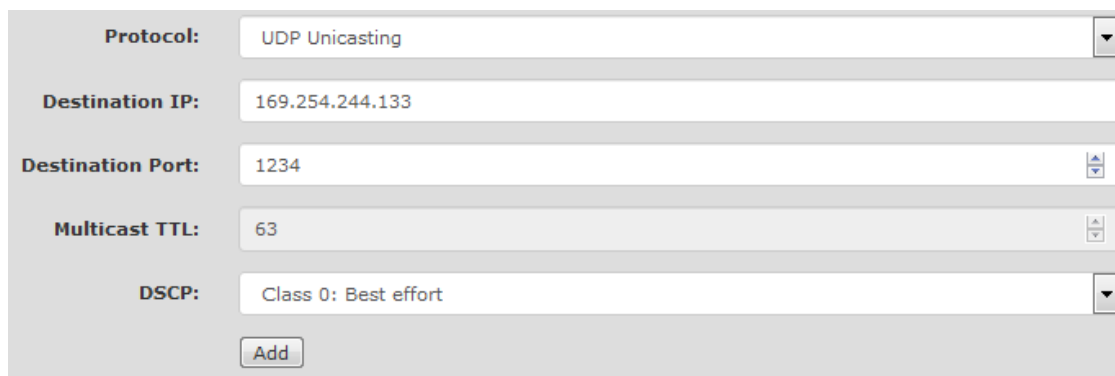 Protocol: UDP Unicasting
Destination IP: 169.254.244.133
Destination Port: 1234
Multicast TTL: 63
DSCP: Class 0: Best effort
Add